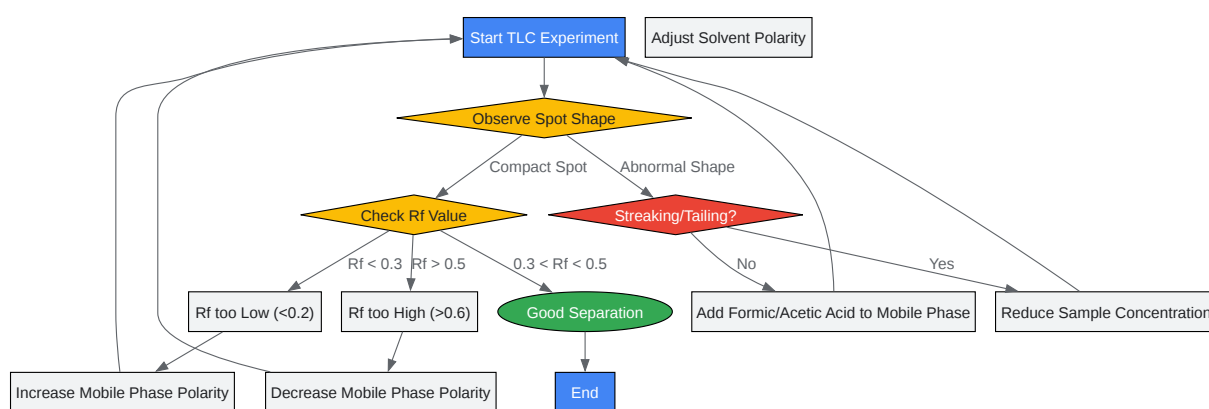 Start TLC Experiment
Adjust Solvent Polarity
Observe Spot Shape
Compact Spot
Abnormal Shape
Check Rf Value
Streaking/Tailing?
Rf < 0.3
Rf > 0.5
0.3 < Rf < 0.5
No
Yes
Rf too Low (<0.2)
Rf too High (>0.6)
Good Separation
Add Formic/Acetic Acid to Mobile Phase
Reduce Sample Concentration
Increase Mobile Phase Polarity
Decrease Mobile Phase Polarity
End